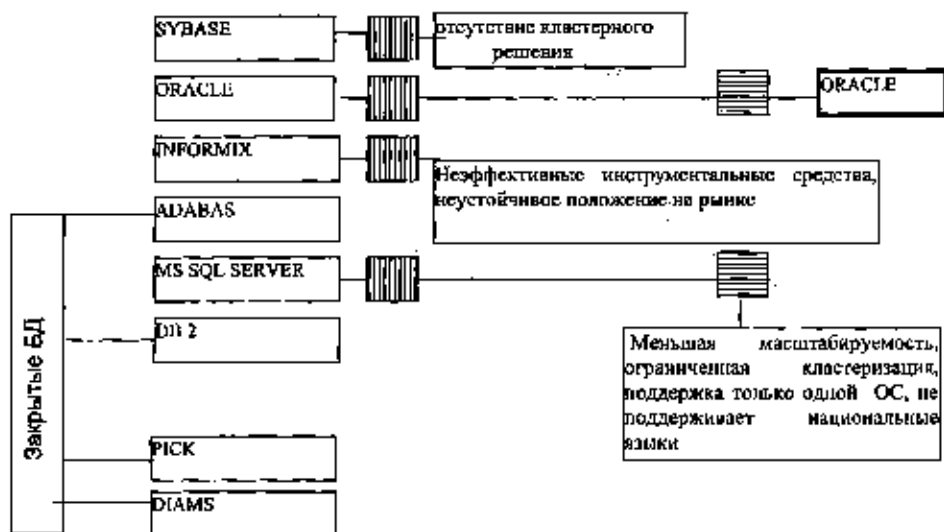 SYBASE
отсутствие кластерного
решения
ORACLE
ORACLE
INFORMIX
Неэффективные инструментальные средства,
неустойчивое положение на рынке
ADABAS
MS SQL SERVER
DB 2
Меньшая масштабируемость,
ограниченная кластеризация,
поддержка только одной ОС, не
поддерживает национальные
языки
Закрытые БД
PICK
DIAMS